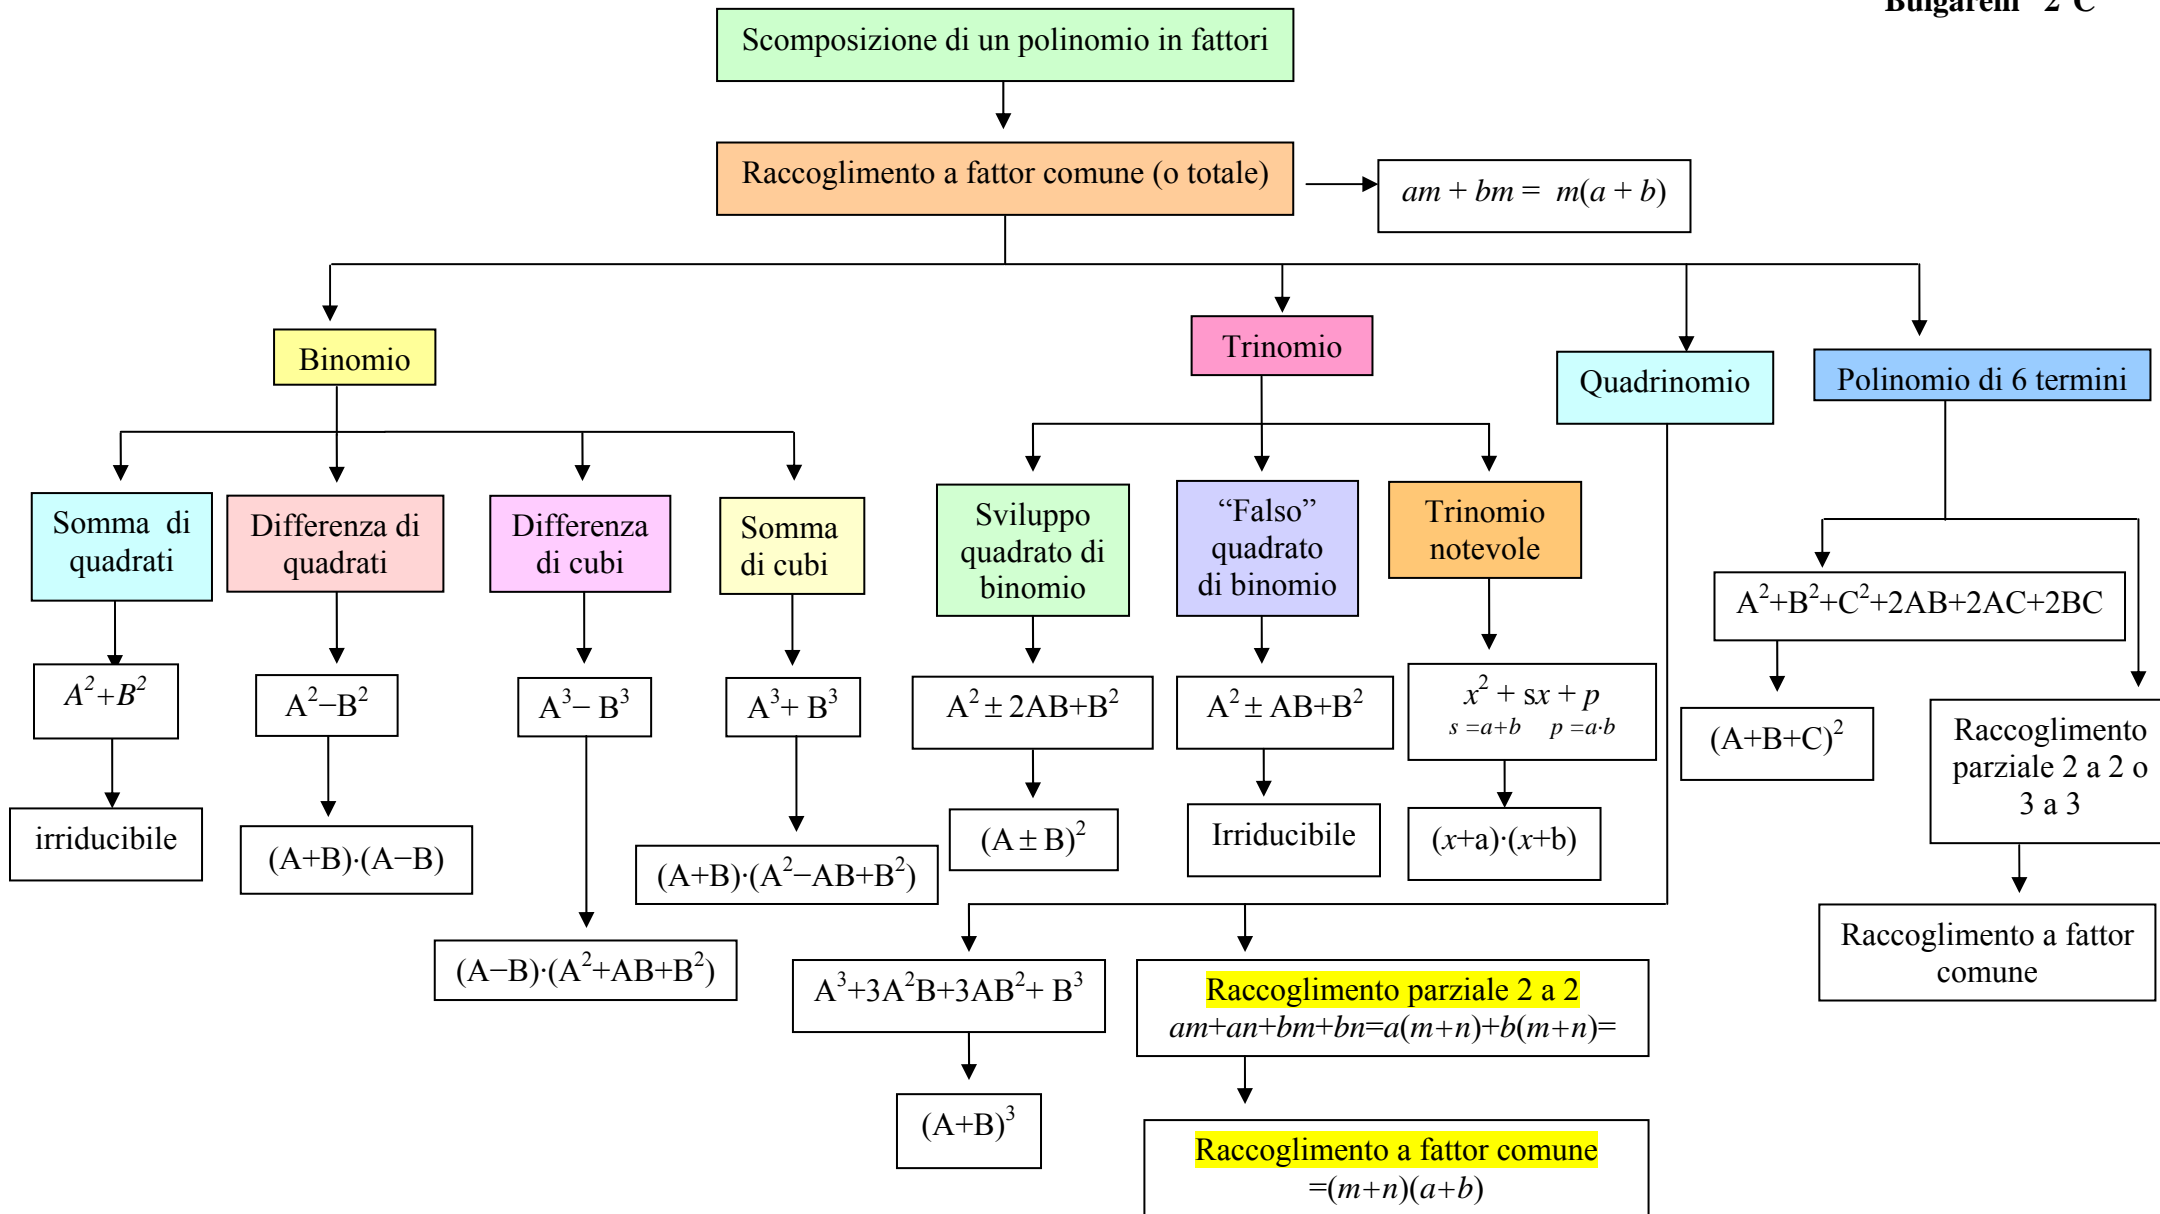 Bulgarelli 2°C
Scomposizione di un polinomio in fattori
Raccoglimento a fattor comune (o totale)
am + bm = m(a + b)
Binomio
Trinomio
Quadrinomio
Polinomio di 6 termini
Somma di
quadrati
Differenza di
quadrati
Differenza
di cubi
Somma
di cubi
Sviluppo
quadrato di
binomio
“Falso”
quadrato
di binomio
Trinomio
notevole
A²+B²+C²+2AB+2AC+2BC
A²+B²
A²−B²
A³− B³
A³+ B³
A² ± 2AB+B²
A² ± AB+B²
x² + sx + p
s =a+b p =a·b
(A+B+C)²
Raccoglimento
parziale 2 a 2 o
3 a 3
irriducibile
(A+B)·(A−B)
(A−B)·(A²+AB+B²)
(A+B)·(A²−AB+B²)
(A ± B)²
Irriducibile
(x+a)·(x+b)
Raccoglimento a fattor
comune
A³+3A²B+3AB²+ B³
Raccoglimento parziale 2 a 2
am+an+bm+bn=a(m+n)+b(m+n)=
(A+B)³
Raccoglimento a fattor comune
=(m+n)(a+b)